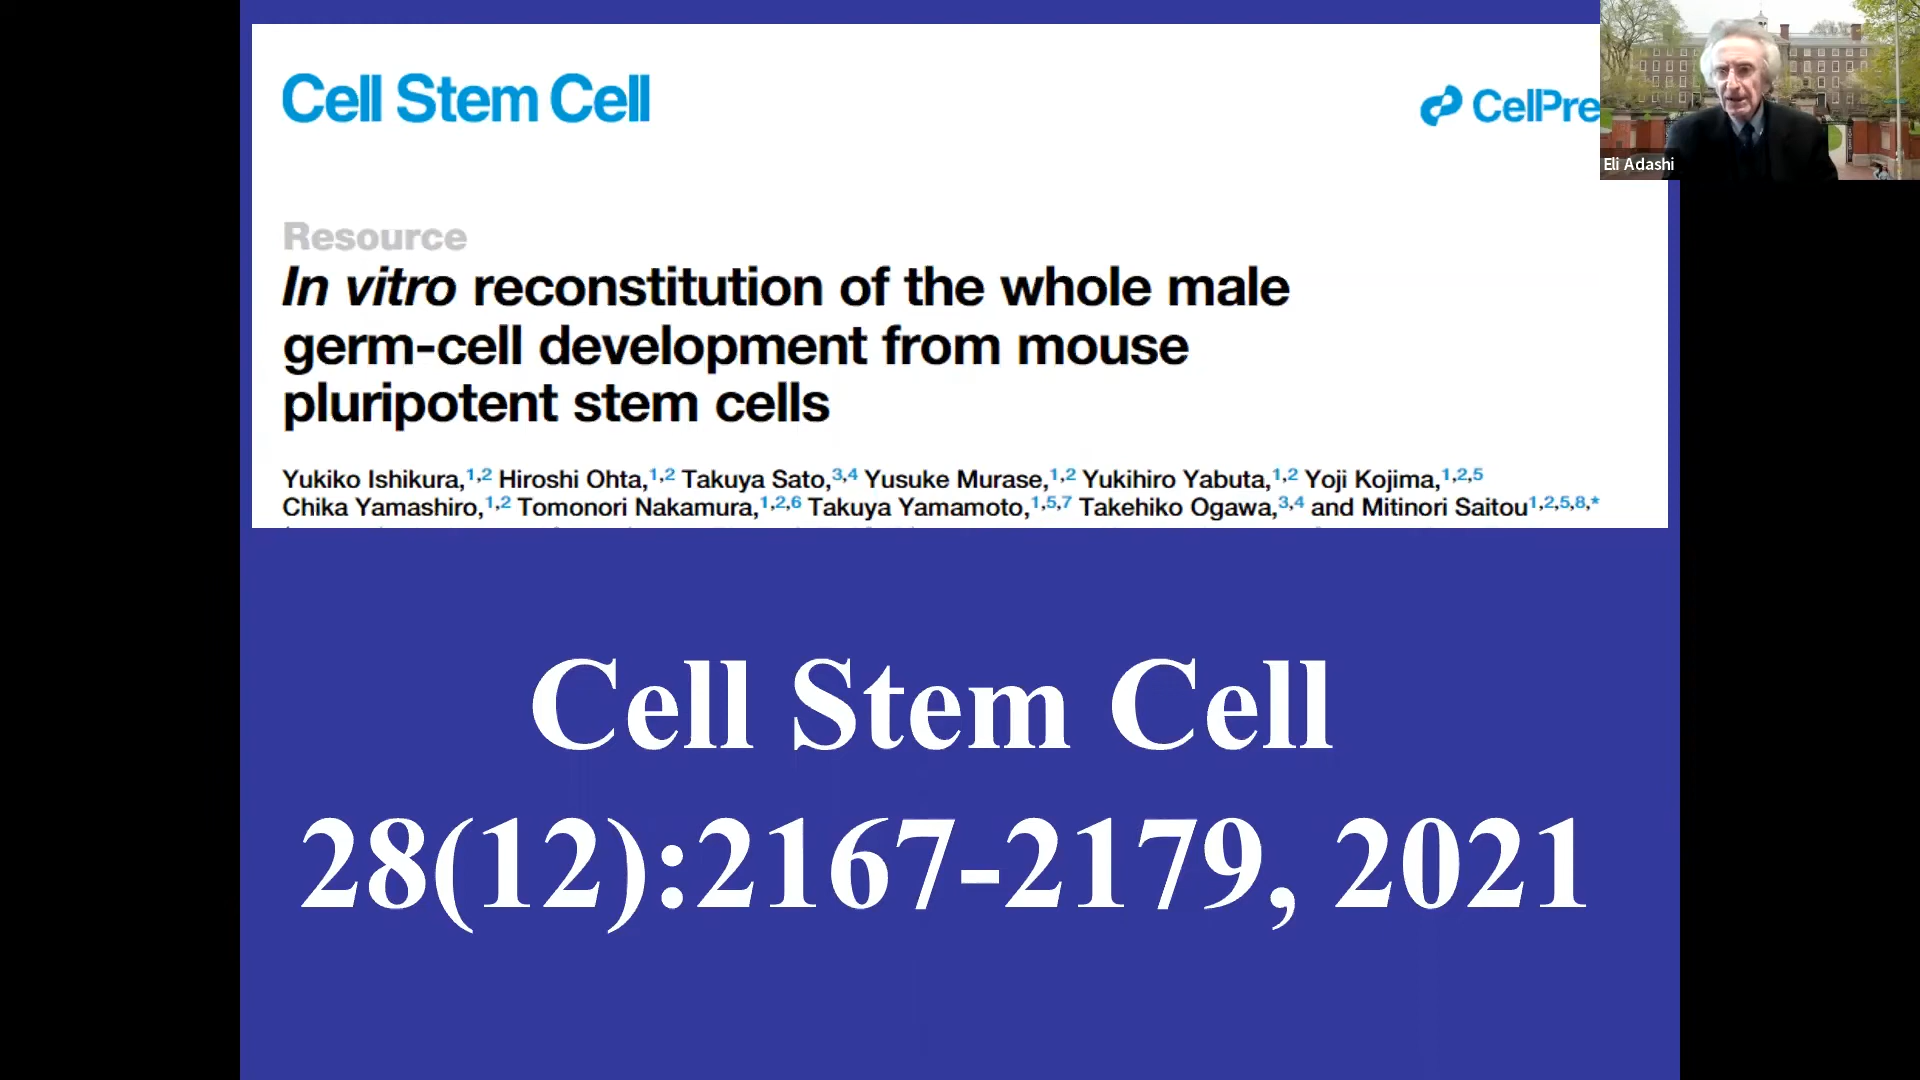 Cell Stem Cell
CellPre
Eli Adashi
Resource
In vitro reconstitution of the whole male
germ-cell development from mouse
pluripotent stem cells
Yukiko Ishikura,1,2 Hiroshi Ohta,1,2 Takuya Sato,3,4 Yusuke Murase,1,2 Yukihiro Yabuta,1,2 Yoji Kojima,1,2,5
Chika Yamashiro,1,2 Tomonori Nakamura,1,2,6 Takuya Yamamoto,1,5,7 Takehiko Ogawa,3,4 and Mitinori Saitou1,2,5,8,*
Cell Stem Cell
28(12):2167-2179, 2021